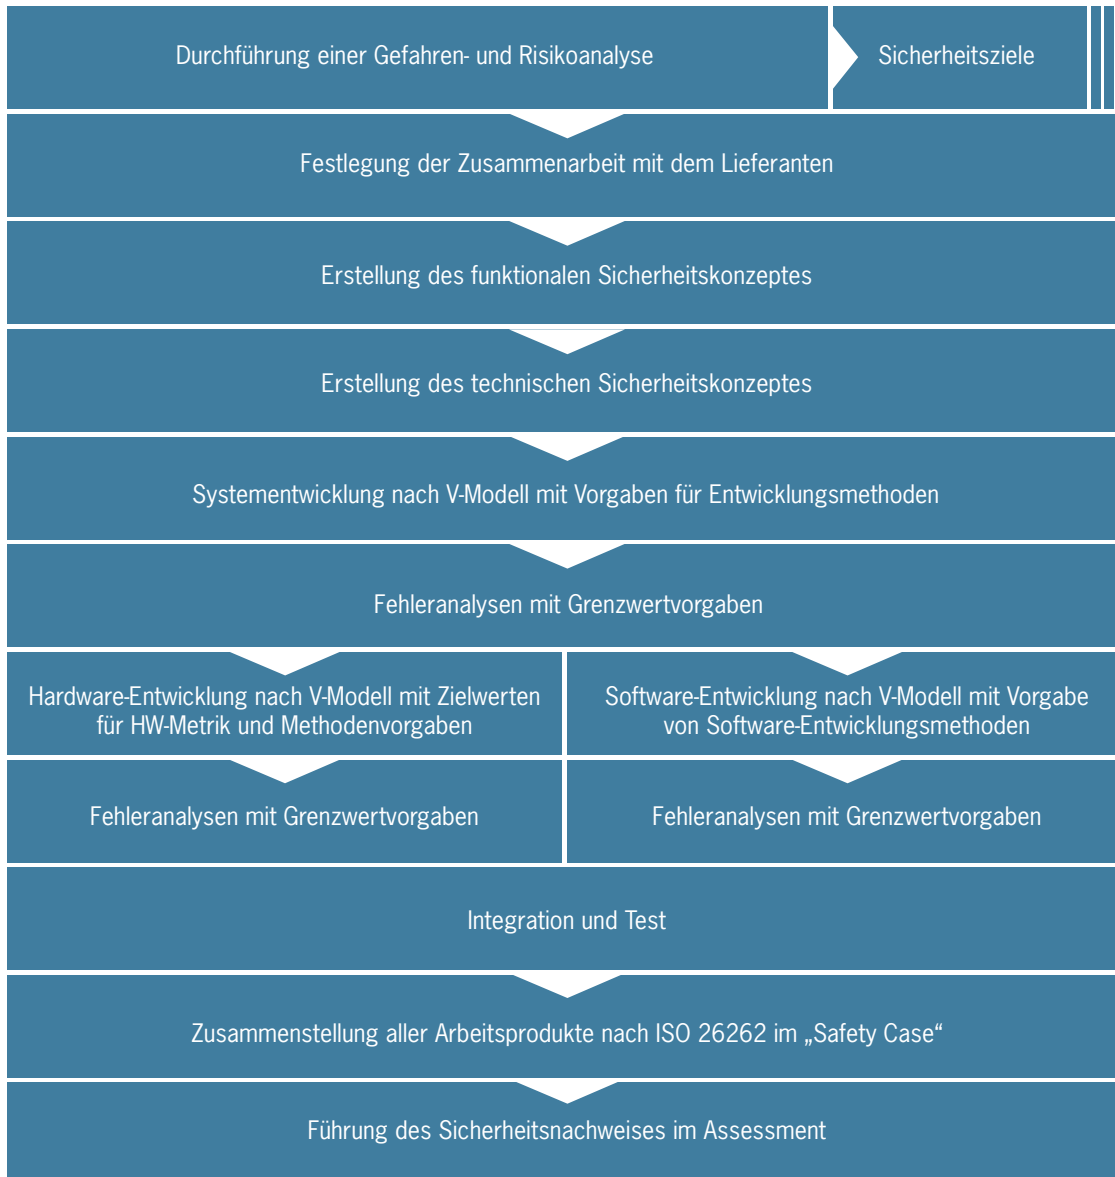 Durchführung einer Gefahren- und Risikoanalyse
Sicherheitsziele
Festlegung der Zusammenarbeit mit dem Lieferanten
Erstellung des funktionalen Sicherheitskonzeptes
Erstellung des technischen Sicherheitskonzeptes
Systementwicklung nach V-Modell mit Vorgaben für Entwicklungsmethoden
Fehleranalysen mit Grenzwertvorgaben
Hardware-Entwicklung nach V-Modell mit Zielwerten
für HW-Metrik und Methodenvorgaben
Software-Entwicklung nach V-Modell mit Vorgabe
von Software-Entwicklungsmethoden
Fehleranalysen mit Grenzwertvorgaben
Fehleranalysen mit Grenzwertvorgaben
Integration und Test
Zusammenstellung aller Arbeitsprodukte nach ISO 26262 im „Safety Case“
Führung des Sicherheitsnachweises im Assessment